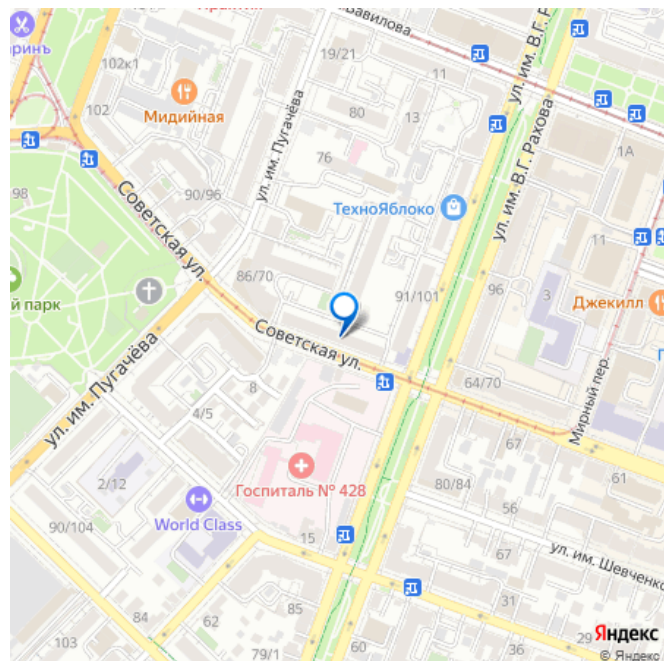 Вавилова
ул. им. В.Г. Р
19/21
11
102к1
Мидийная
80
13
102
ул. им. Пугачёва
76
1А
ул. им. В.Г. Рахова
98
90/96
Советская ул.
ТехноЯблоко
11
86/70
91/101
96
3
й парк
Джекилл
Советская ул.
ул. им. Пугачёва
8
64/70
Мирный пер.
4/5
67
2/12
Госпиталь № 428
80/84
61
90/104
World Class
15
56
67
ул. им. Шевченко
84
62
85
31
103
79/1
29
Яндекс
© Яндекс